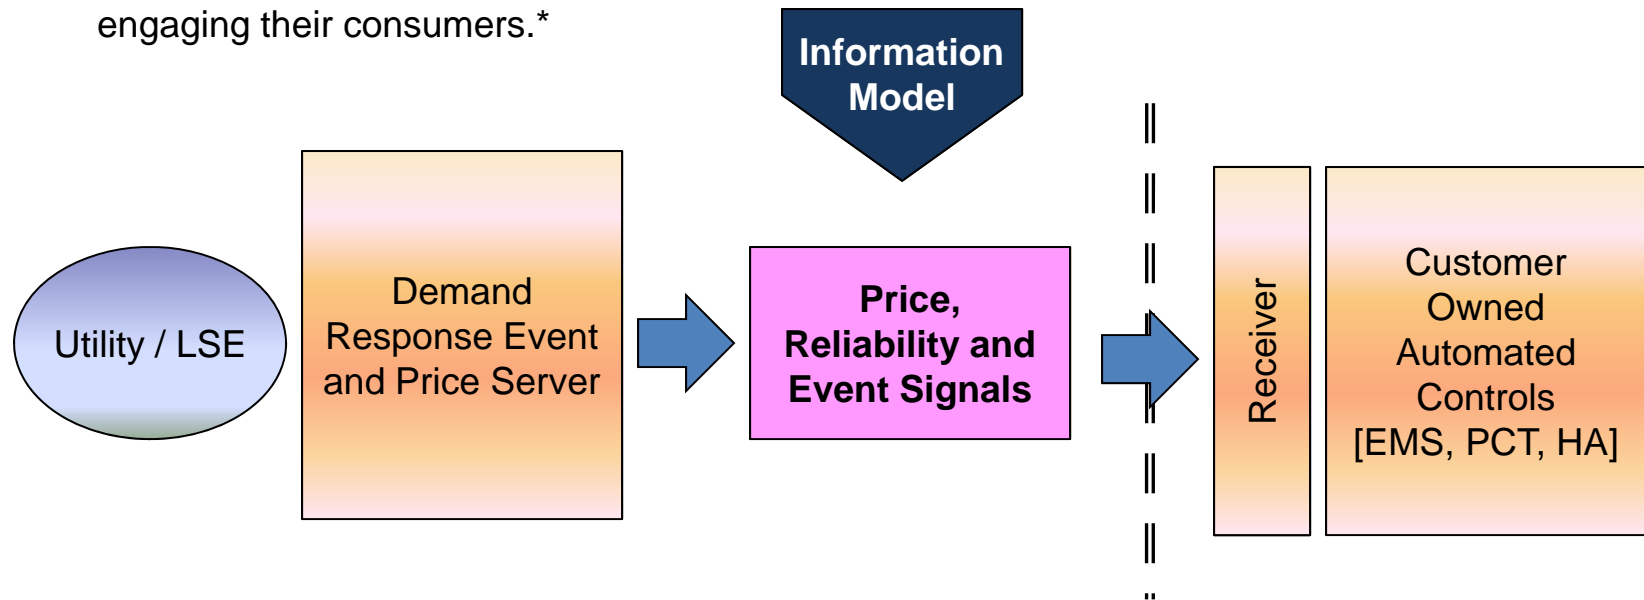 engaging their consumers.*
Information
Model
Utility / LSE
Demand
Response Event
and Price Server
Price,
Reliability and
Event Signals
Receiver
Customer
Owned
Automated
Controls
[EMS, PCT, HA]